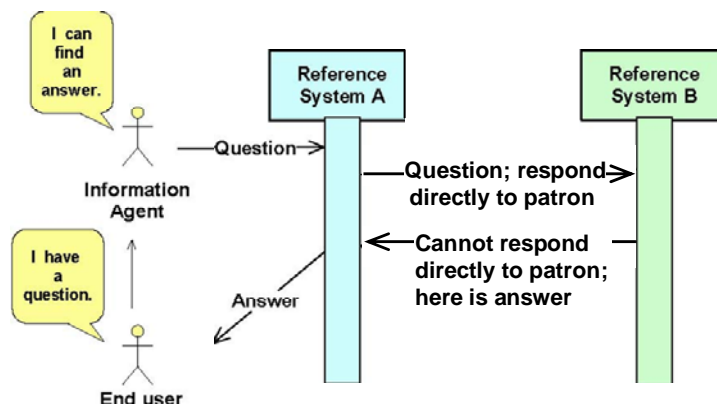 I can
find
an
answer.
Information
Agent
I have
a
question.
End user
Question
Answer
Reference
System A
Question; respond
directly to patron
Cannot respond
directly to patron;
here is answer
Reference
System B